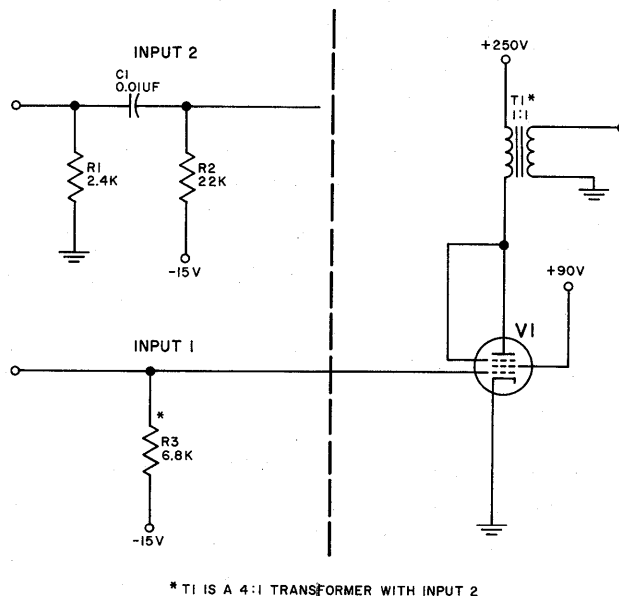 INPUT 2
C1
0.01UF
R1
2.4K
R2
22K
-15V
+250V
T1*
1:1
+90V
V1
INPUT 1
*
R3
6.8K
-15V
* T1 IS A 4:1 TRANSFORMER WITH INPUT 2